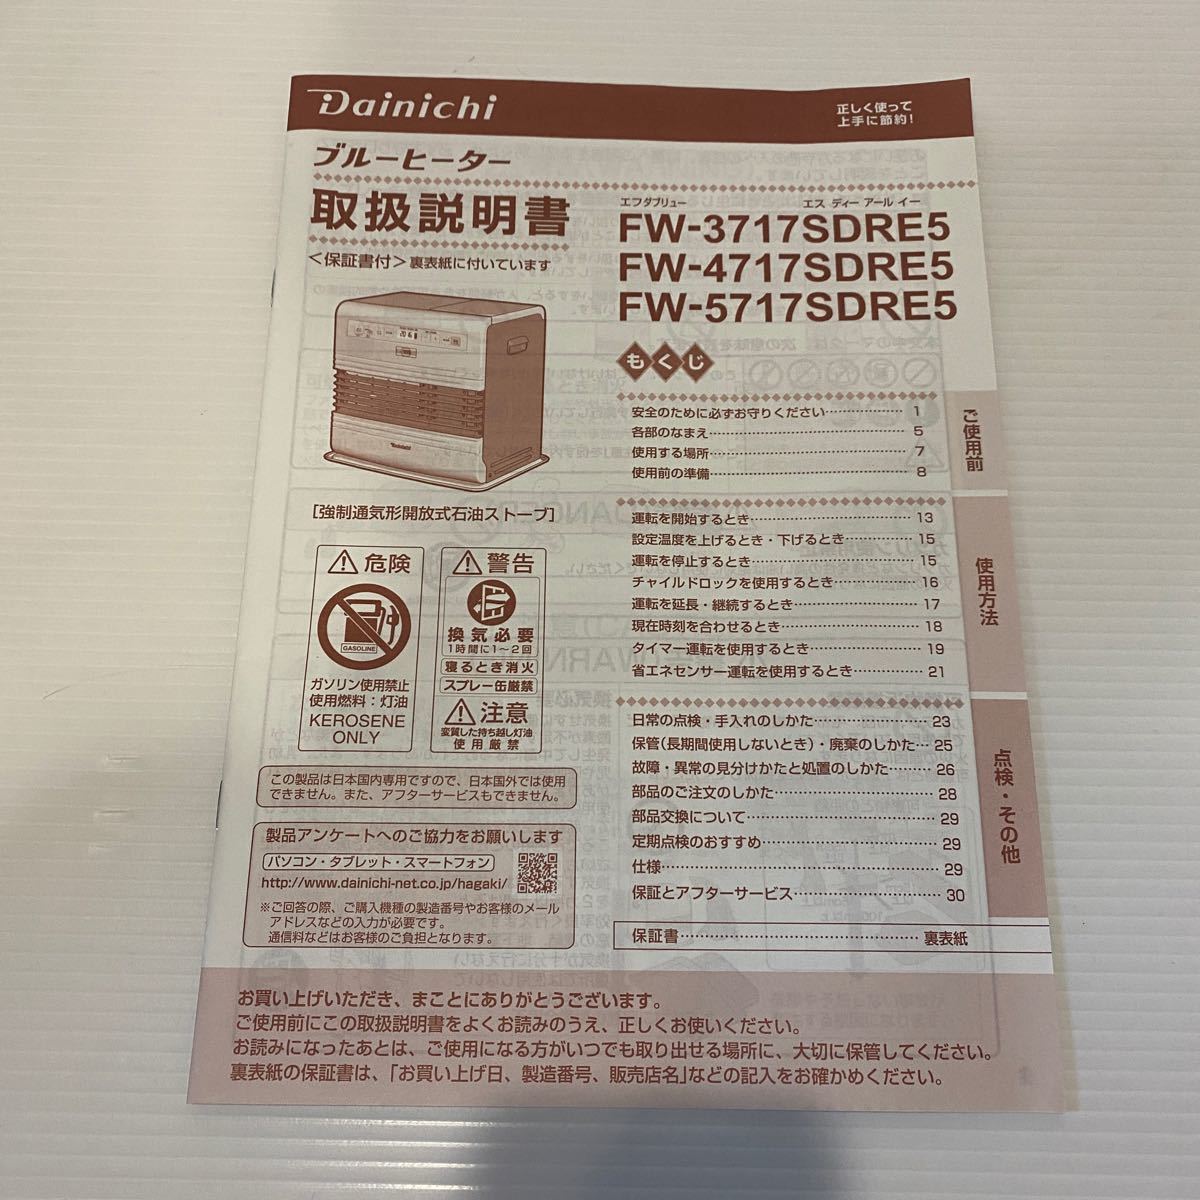 Dainichi
正しく使って
上手に節約!
ブルーヒーター
取扱説明書
<保証書付>裏表紙に付いています
エフダブリュー エス ディー アール イー
FW-3717SDRE5
FW-4717SDRE5
FW-5717SDRE5
Dainichi
[強制通気形開放式石油ストーブ]
危険
GASOLINE
ガソリン使用禁止
使用燃料:灯油
KEROSENE
ONLY
警告
換気必要
1時間に1~2回
寝るとき消火
スプレー缶厳禁
注意
変質した持ち越し灯油
使用厳禁
この製品は日本国内専用ですので、日本国外では使用
できません。また、アフターサービスもできません。
製品アンケートへのご協力をお願いします
パソコン・タブレット・スマートフォン
http://www.dainichi-net.co.jp/hagaki/
※ご回答の際、ご購入機種の製造番号やお客様のメール
アドレスなどの入力が必要です。
通信料などはお客様のご負担となります。
もくじ
ご使用前
安全のために必ずお守りください……………… 1
各部のなまえ……………………………… 5
使用する場所……………………………… 7
使用前の準備……………………………… 8
使用方法
運転を開始するとき………………………… 13
設定温度を上げるとき・下げるとき………… 15
運転を停止するとき………………………… 15
チャイルドロックを使用するとき…………… 16
運転を延長・継続するとき………………… 17
現在時刻を合わせるとき…………………… 18
タイマー運転を使用するとき……………… 19
省エネセンサー運転を使用するとき……… 21
点検・その他
日常の点検・手入れのしかた……………… 23
保管(長期間使用しないとき)・廃棄のしかた… 25
故障・異常の見分けかたと処置のしかた……… 26
部品のご注文のしかた……………………… 28
部品交換について…………………………… 29
定期点検のおすすめ………………………… 29
仕様…………………………………………… 29
保証とアフターサービス…………………… 30
保証書………………………………………… 裏表紙
お買い上げいただき、まことにありがとうございます。
ご使用前にこの取扱説明書をよくお読みのうえ、正しくお使いください。
お読みになったあとは、ご使用になる方がいつでも取り出せる場所に、大切に保管してください。
裏表紙の保証書は、「お買い上げ日、製造番号、販売店名」などの記入をお確かめください。